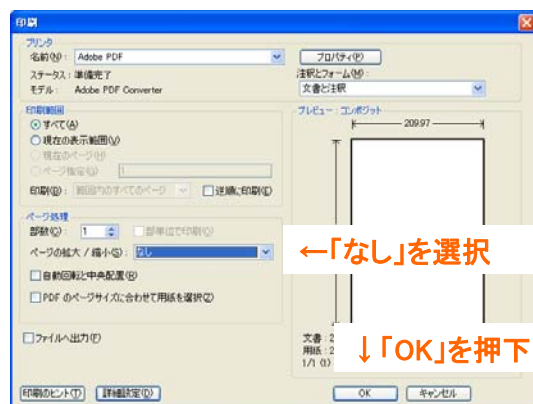 印刷
プリンタ
名前(N): Adobe PDF
プロパティ(P)
ステータス: 準備完了
注釈とフォーム(M):
モデル: Adobe PDF Converter
文書と注釈
印刷範囲
すべて(A)
現在の表示範囲(V)
現在のページ(H)
ページ指定(G) 1
印刷(R): 範囲内のすべてのページ
逆順に印刷(E)
プレビュー: コンポジット
209.97
ページ処理
部数(C): 1
部単位で印刷(O)
ページの拡大 / 縮小(S): なし
←「なし」を選択
自動回転と中央配置(R)
PDF のページサイズに合わせて用紙を選択(Z)
ファイルへ出力(F)
文書: 2
用紙: 2
1/1 (1)
↓「OK」を押下
印刷のヒント(T)
詳細設定(D)
OK
キャンセル